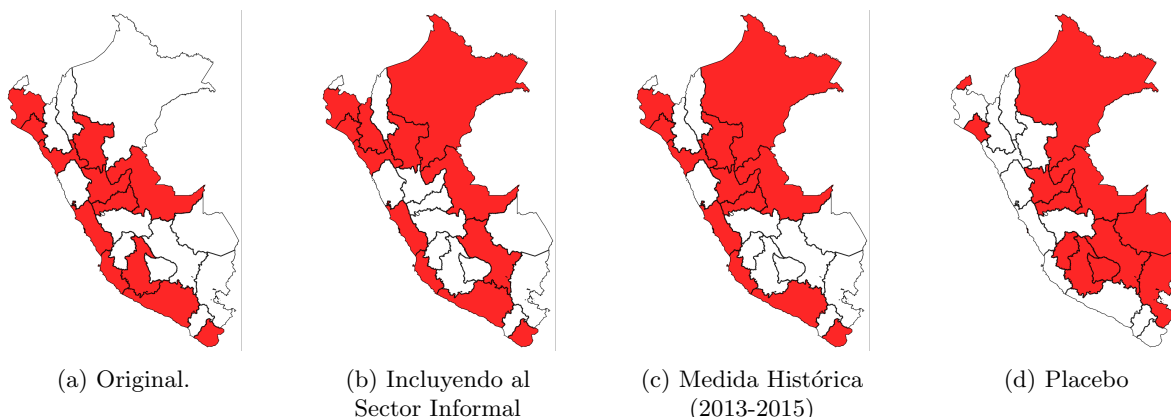 (a) Original.
(b) Incluyendo al
Sector Informal
(c) Medida Histórica
(2013-2015)
(d) Placebo